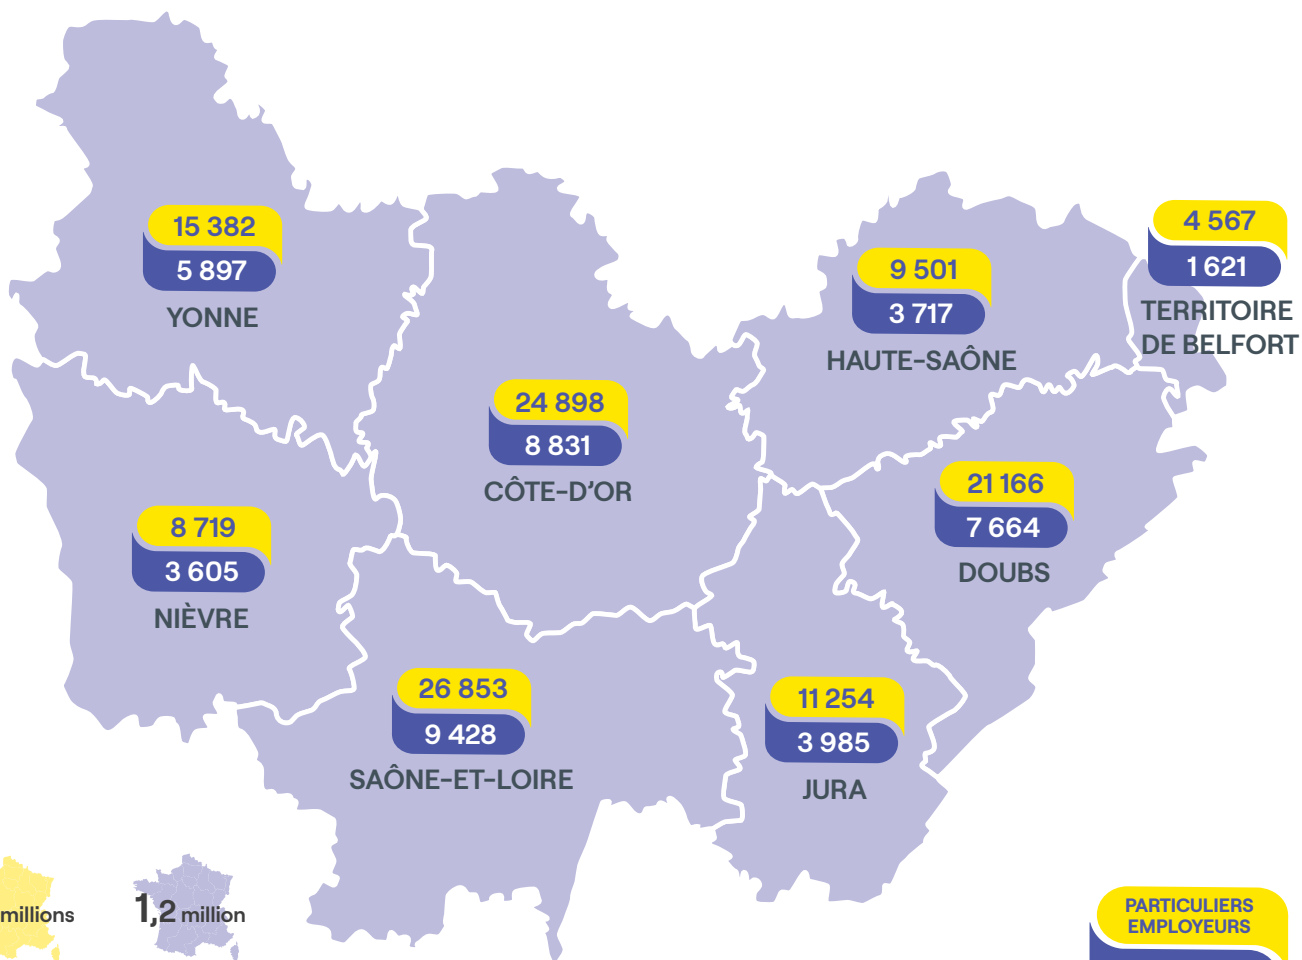 15 382
5 897
YONNE
24 898
8 831
CÔTE-D'OR
9 501
3 717
HAUTE-SAÔNE
4 567
1 621
TERRITOIRE
DE BELFORT
21 166
7 664
DOUBS
8 719
3 605
NIÈVRE
26 853
9 428
SAÔNE-ET-LOIRE
11 254
3 985
JURA
millions
1,2 million
PARTICULIERS
EMPLOYEURS